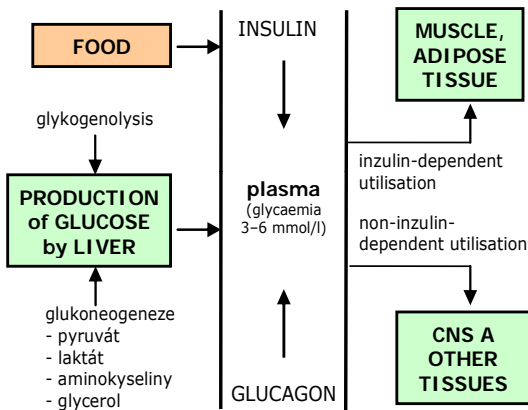 FOOD
glykogenolysis
PRODUCTION
of GLUCOSE
by LIVER
glukoneogeneze
- pyruvát
- laktát
- aminokyseliny
- glycerol
INSULIN
plasma
(glycaemia
3–6 mmol/l)
GLUCAGON
MUSCLE,
ADIPOSE
TISSUE
inzulin-dependent
utilisation
non-inzulin-
dependent utilisation
CNS A
OTHER
TISSUES